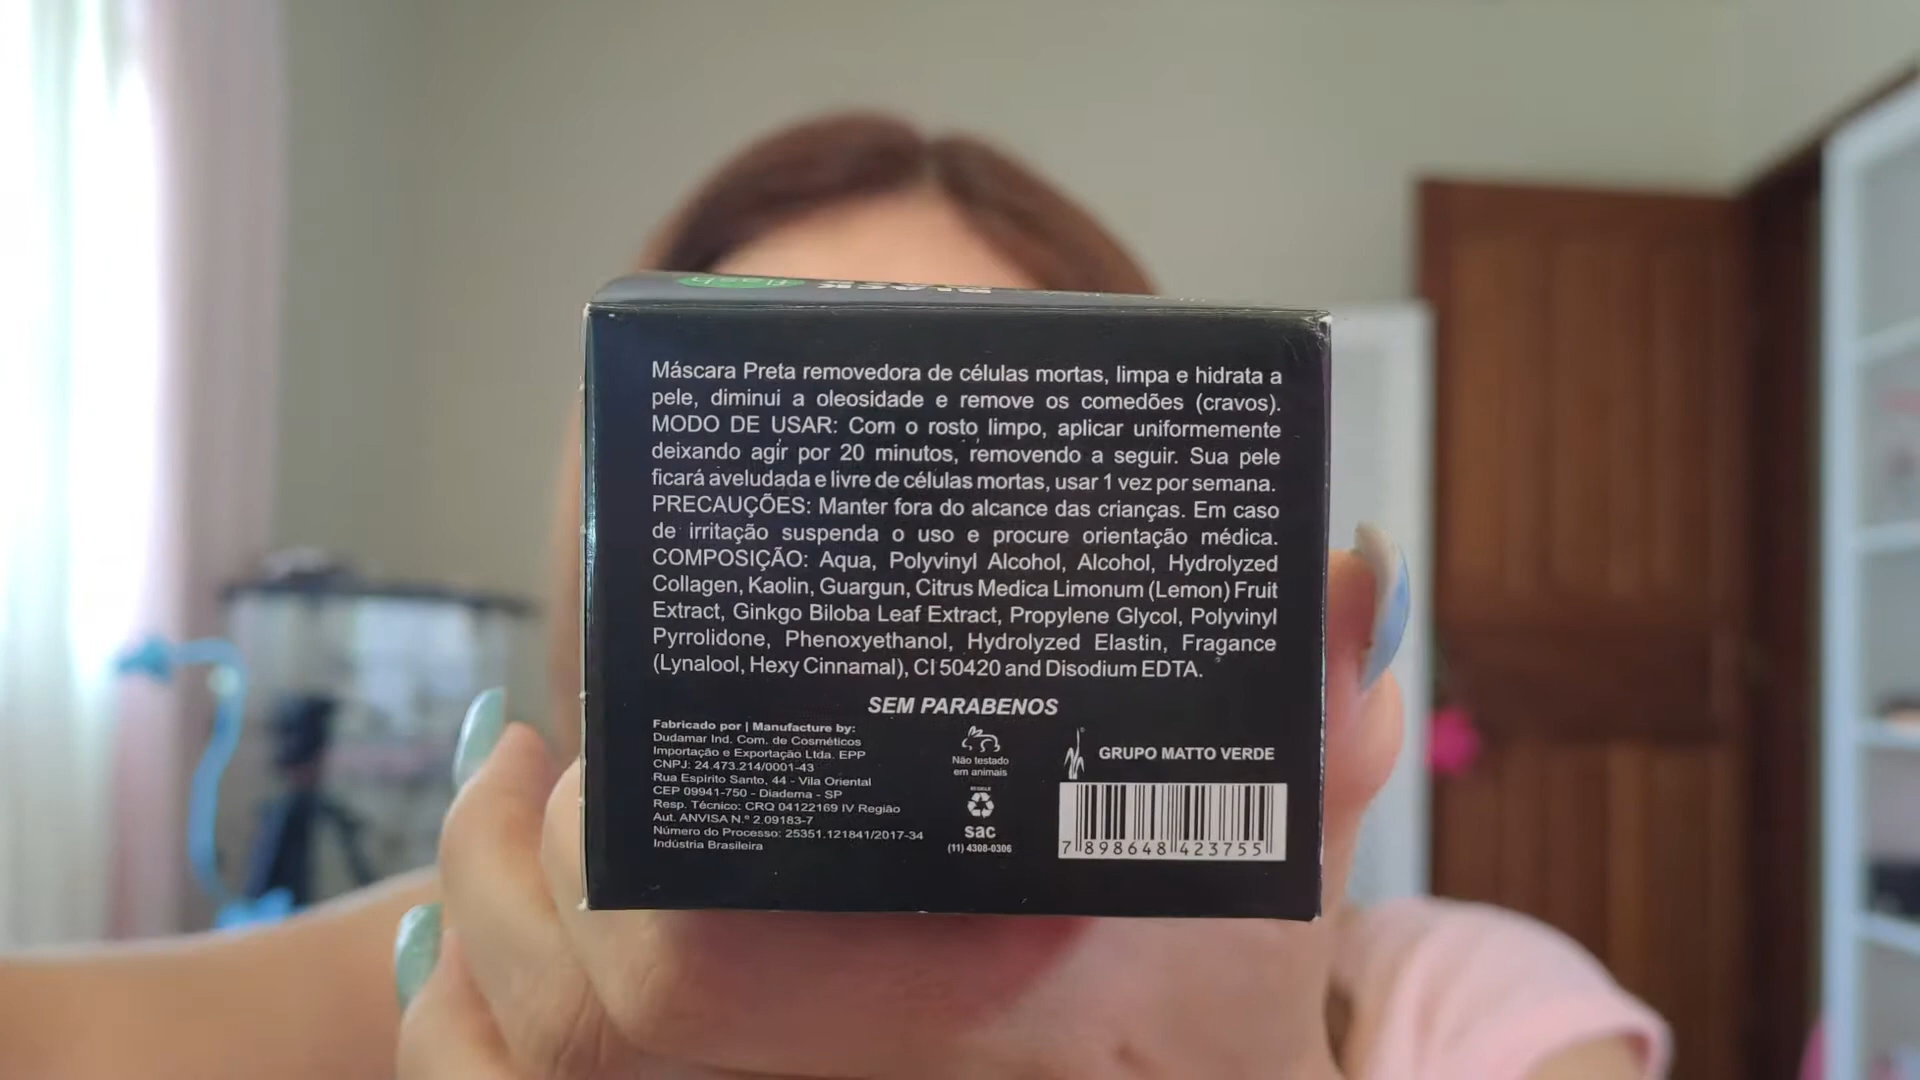 flash BLACK
Máscara Preta removedora de células mortas, limpa e hidrata a
pele, diminui a oleosidade e remove os comedões (cravos).
MODO DE USAR: Com o rosto limpo, aplicar uniformemente
deixando agir por 20 minutos, removendo a seguir. Sua pele
ficará aveludada e livre de células mortas, usar 1 vez por semana.
PRECAUÇÕES: Manter fora do alcance das crianças. Em caso
de irritação suspenda o uso e procure orientação médica.
COMPOSIÇÃO: Aqua, Polyvinyl Alcohol, Alcohol, Hydrolyzed
Collagen, Kaolin, Guargun, Citrus Medica Limonum (Lemon) Fruit
Extract, Ginkgo Biloba Leaf Extract, Propylene Glycol, Polyvinyl
Pyrrolidone, Phenoxyethanol, Hydrolyzed Elastin, Fragance
(Lynalool, Hexy Cinnamal), CI 50420 and Disodium EDTA.
SEM PARABENOS
Fabricado por | Manufacture by:
Dudamar Ind. Com. de Cosméticos
Importação e Exportação Ltda. EPP
CNPJ: 24.473.214/0001-43
Rua Espírito Santo, 44 - Vila Oriental
CEP 09941-750 - Diadema - SP
Resp. Técnico: CRQ 04122169 IV Região
Aut. ANVISA N.º 2.09183-7
Número do Processo: 25351.121841/2017-34
Indústria Brasileira
Não testado
em animais
RECICLE
sac
(11) 4308-0306
GRUPO MATTO VERDE
7 898648 423755